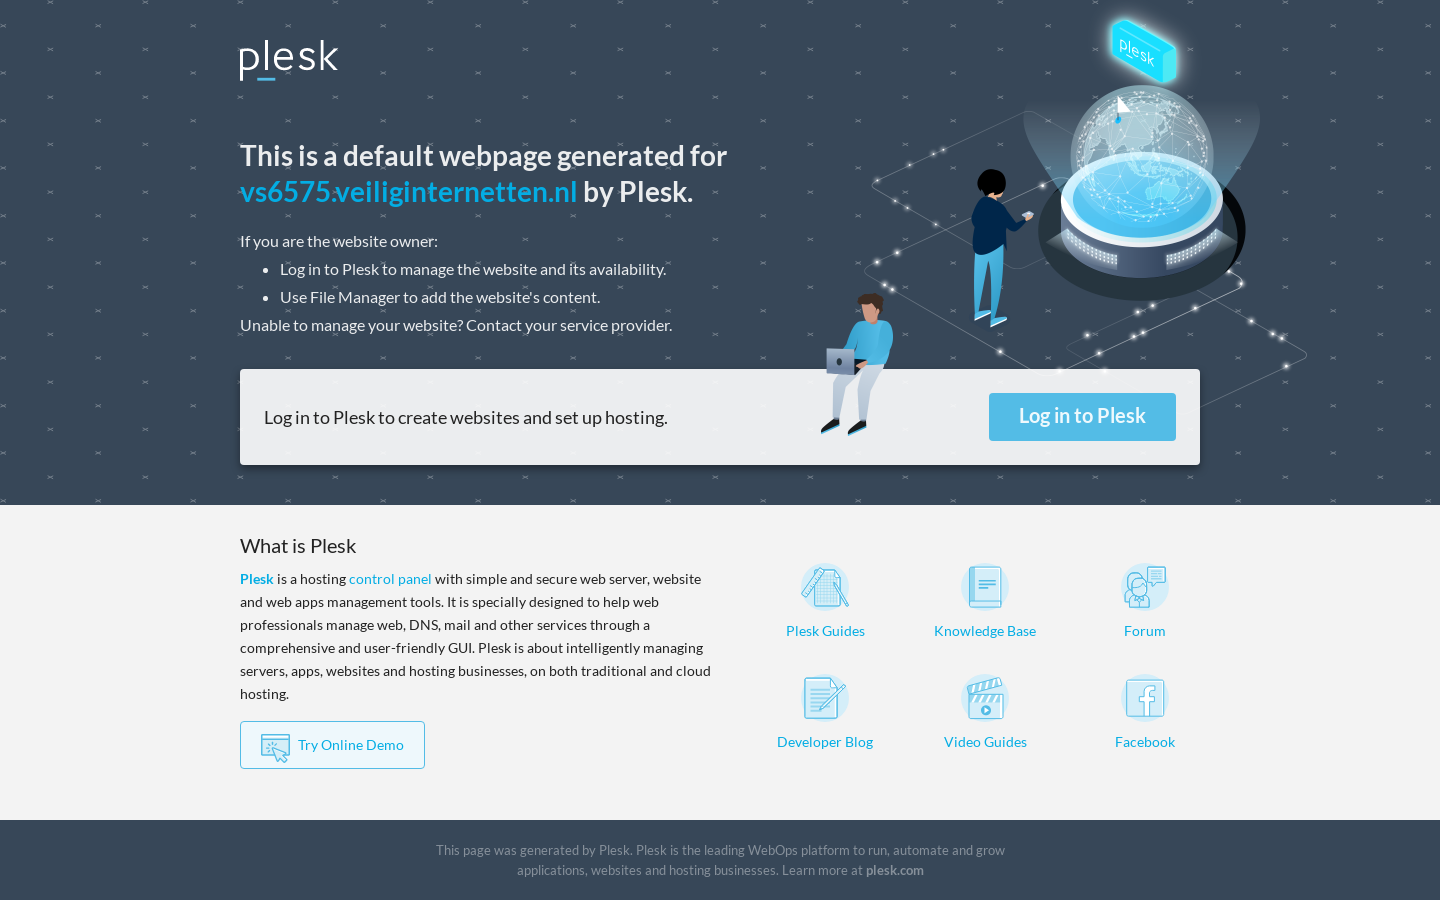 plesk
plesk
This is a default webpage generated for
vs6575.veiliginternetten.nl by Plesk.
If you are the website owner:
Log in to Plesk to manage the website and its availability.
Use File Manager to add the website's content.
Unable to manage your website? Contact your service provider.
Log in to Plesk to create websites and set up hosting.
Log in to Plesk
What is Plesk
Plesk is a hosting control panel with simple and secure web server, website
and web apps management tools. It is specially designed to help web
professionals manage web, DNS, mail and other services through a
comprehensive and user-friendly GUI. Plesk is about intelligently managing
servers, apps, websites and hosting businesses, on both traditional and cloud
hosting.
Try Online Demo
Plesk Guides
Knowledge Base
Forum
Developer Blog
Video Guides
Facebook
This page was generated by Plesk. Plesk is the leading WebOps platform to run, automate and grow
applications, websites and hosting businesses. Learn more at plesk.com